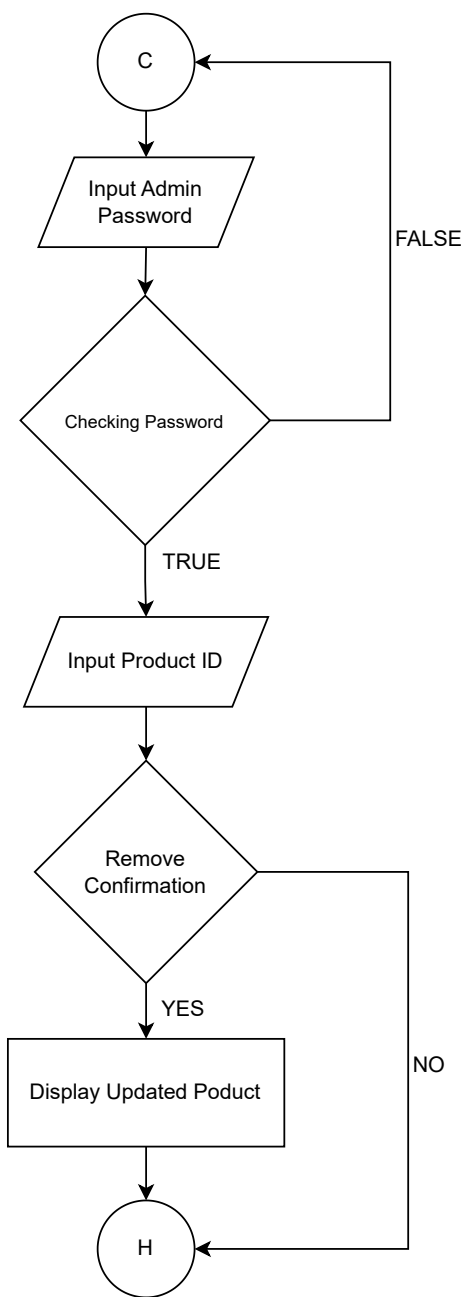 C
Input Admin
Password
FALSE
Checking Password
TRUE
Input Product ID
Remove
Confirmation
YES
NO
Display Updated Poduct
H